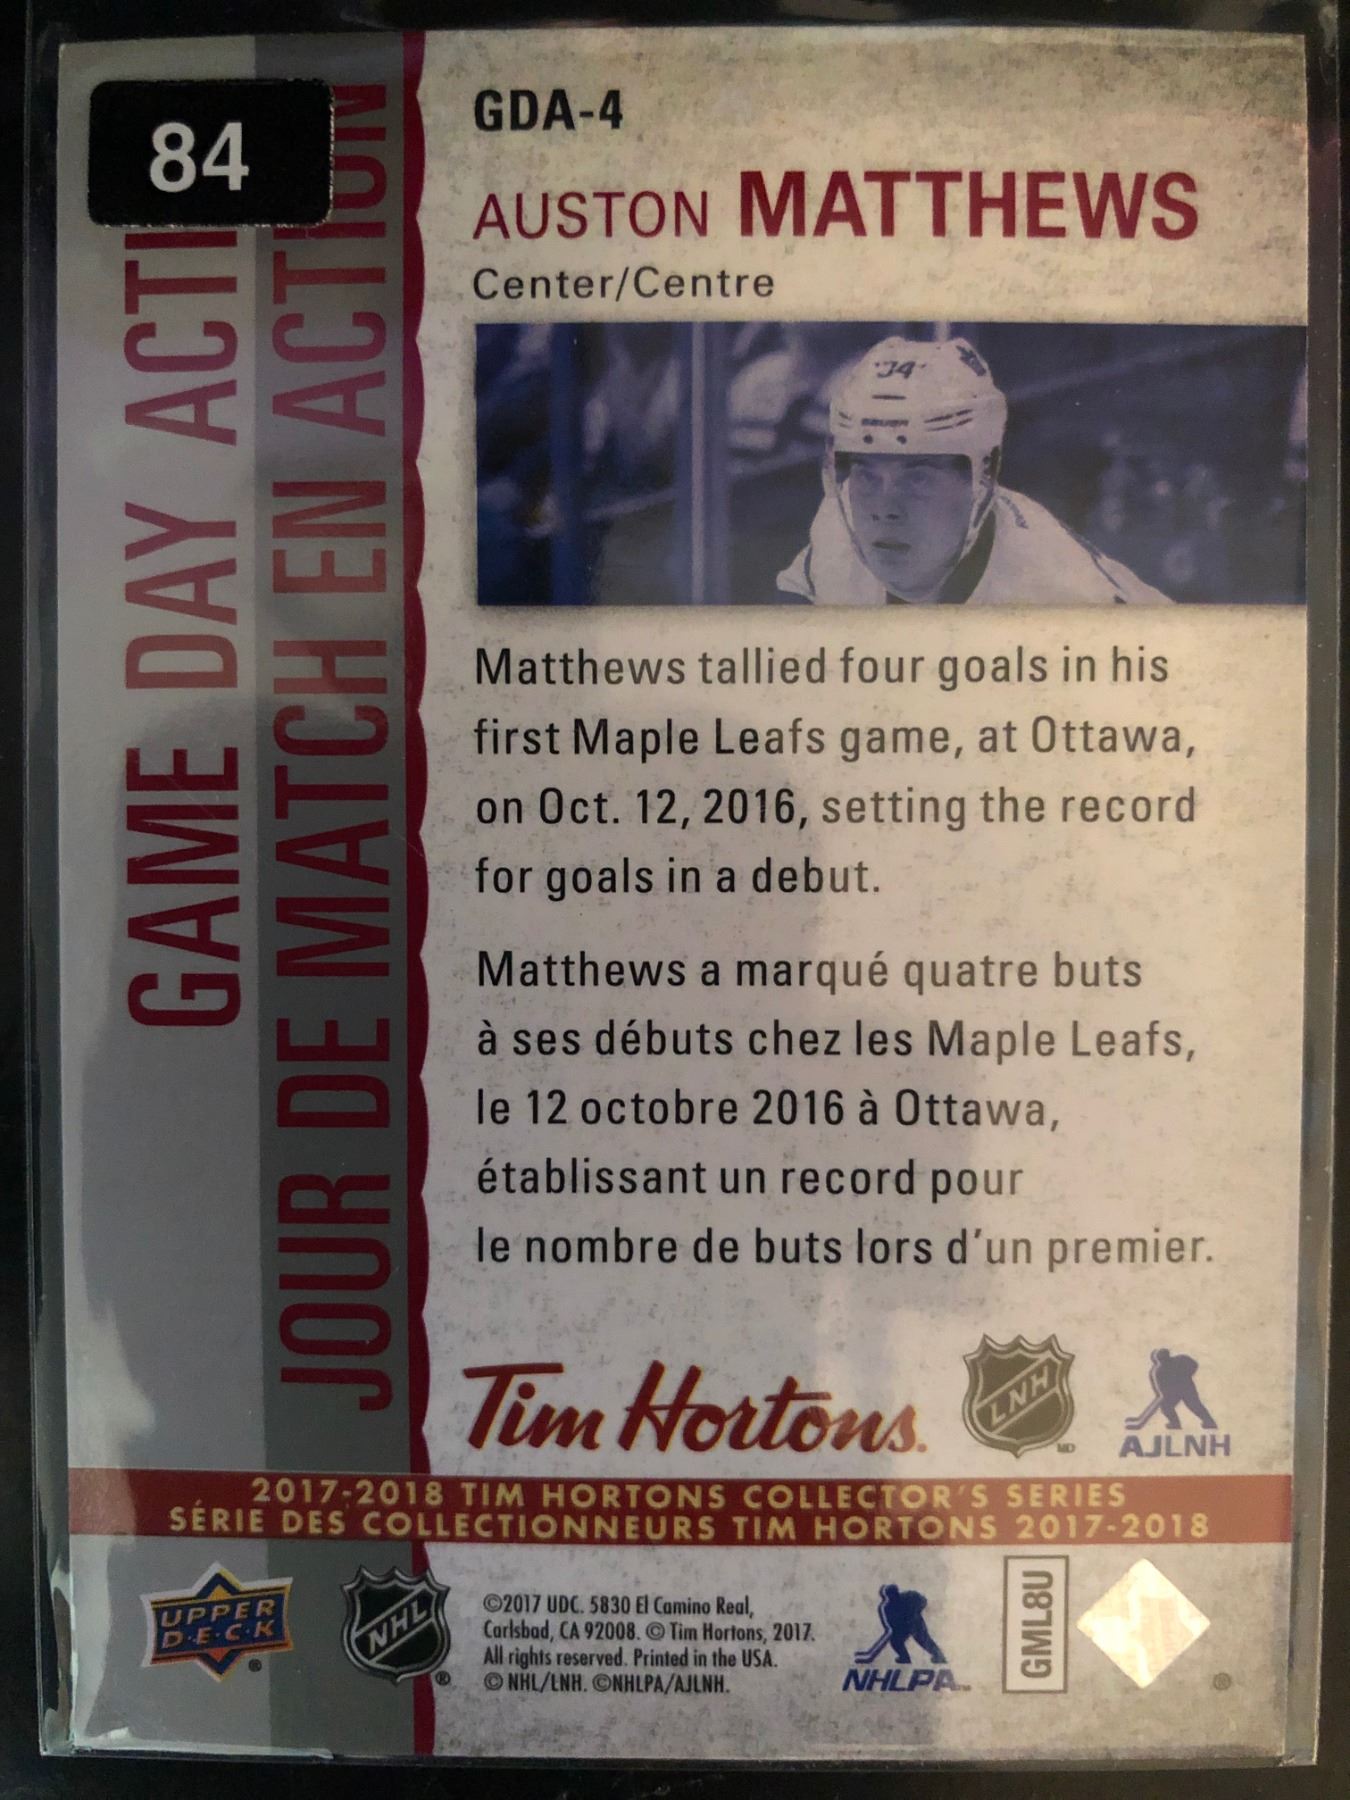 84
GAME DAY ACTI
JOUR DE MATCH EN ACTION
GDA-4
AUSTON MATTHEWS
Center/Centre
34
BAUER
Matthews tallied four goals in his
first Maple Leafs game, at Ottawa,
on Oct. 12, 2016, setting the record
for goals in a debut.
Matthews a marqué quatre buts
à ses débuts chez les Maple Leafs,
le 12 octobre 2016 à Ottawa,
établissant un record pour
le nombre de buts lors d'un premier.
Tim Hortons.
LNH
MD
AJLNH
2017-2018 TIM HORTONS COLLECTOR'S SERIES
SÉRIE DES COLLECTIONNEURS TIM HORTONS 2017-2018
UPPER
D·E·C·K
®
NHL
®
©2017 UDC. 5830 El Camino Real,
Carlsbad, CA 92008. © Tim Hortons, 2017.
All rights reserved. Printed in the USA.
© NHL/LNH. ©NHLPA/AJLNH.
NHLPA™
GML8U
®